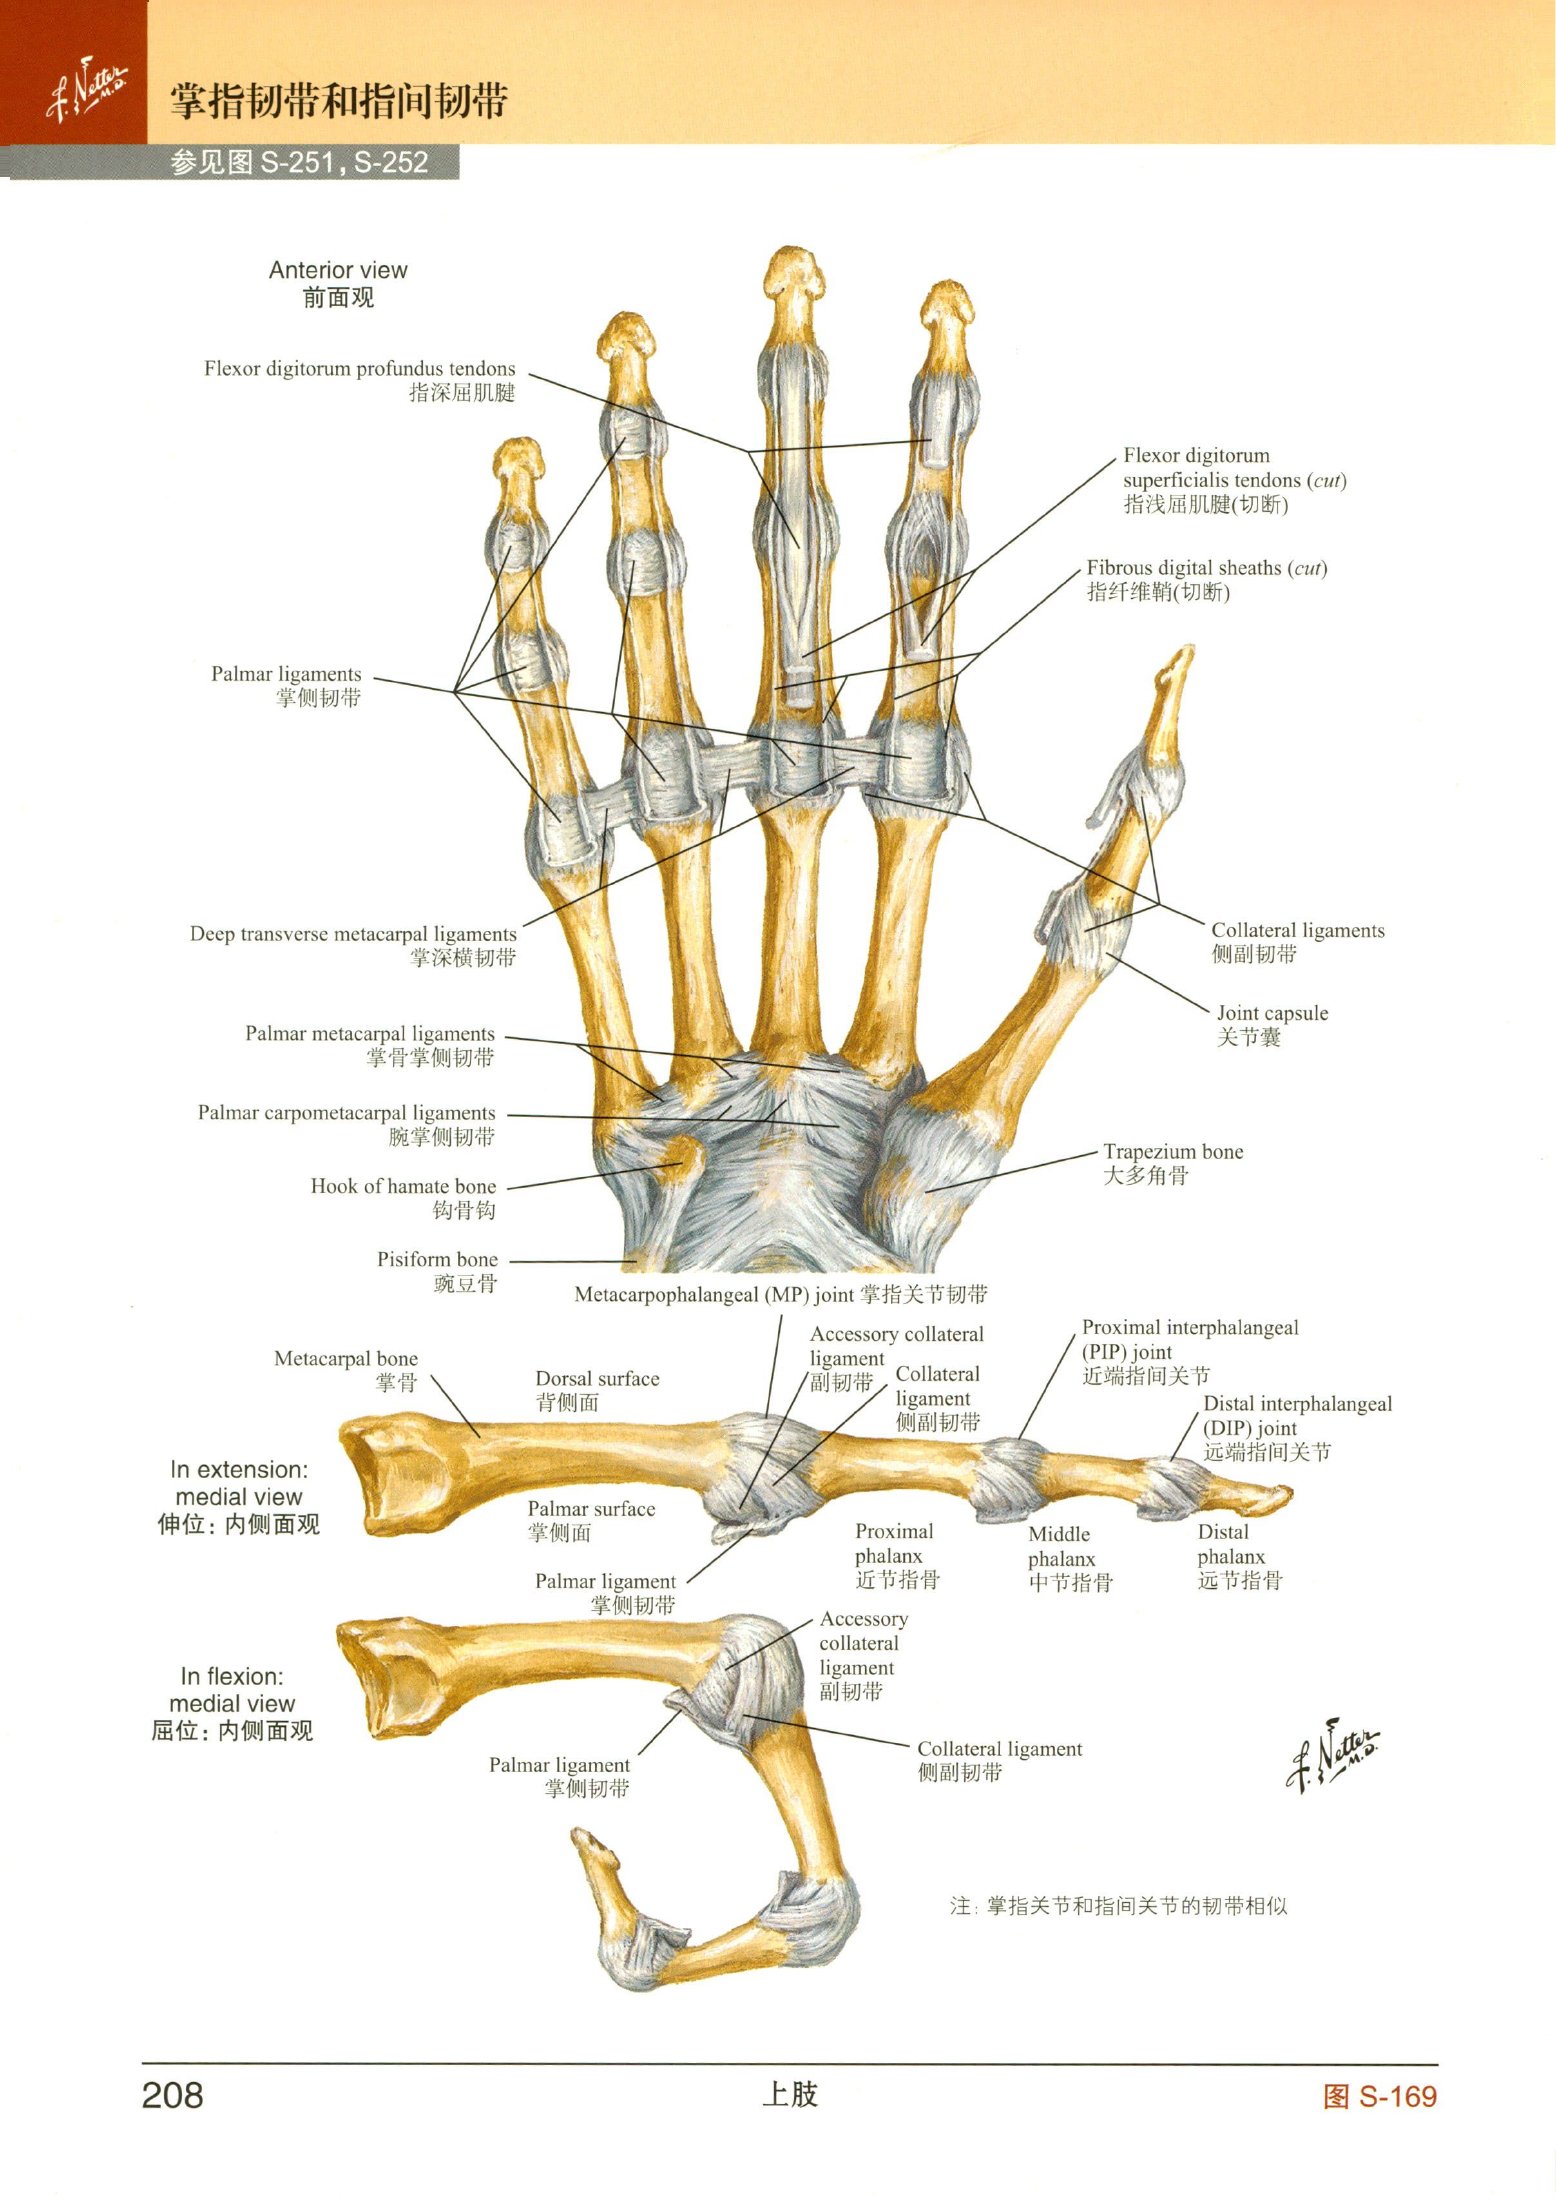 F. Netter M.D.
掌指韧带和指间韧带
参见图 S-251, S-252
Anterior view
前面观
Flexor digitorum profundus tendons
指深屈肌腱
Flexor digitorum
superficialis tendons (cut)
指浅屈肌腱(切断)
Fibrous digital sheaths (cut)
指纤维鞘(切断)
Palmar ligaments
掌侧韧带
Deep transverse metacarpal ligaments
掌深横韧带
Collateral ligaments
侧副韧带
Joint capsule
关节囊
Palmar metacarpal ligaments
掌骨掌侧韧带
Palmar carpometacarpal ligaments
腕掌侧韧带
Hook of hamate bone
钩骨钩
Trapezium bone
大多角骨
Pisiform bone
豌豆骨
Metacarpophalangeal (MP) joint 掌指关节韧带
Metacarpal bone
掌骨
Dorsal surface
背侧面
Accessory collateral
ligament
副韧带
Collateral
ligament
侧副韧带
Proximal interphalangeal
(PIP) joint
近端指间关节
Distal interphalangeal
(DIP) joint
远端指间关节
In extension:
medial view
伸位: 内侧面观
Palmar surface
掌侧面
Palmar ligament
掌侧韧带
Proximal
phalanx
近节指骨
Middle
phalanx
中节指骨
Distal
phalanx
远节指骨
In flexion:
medial view
屈位: 内侧面观
Accessory
collateral
ligament
副韧带
Palmar ligament
掌侧韧带
Collateral ligament
侧副韧带
F. Netter M.D.
注: 掌指关节和指间关节的韧带相似
208
上肢
图 S-169